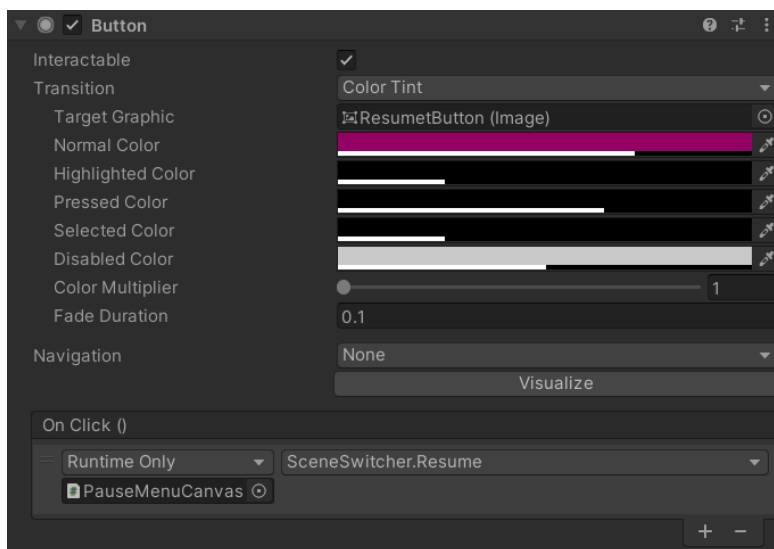 Button
Interactable
Transition Color Tint
Target Graphic ResumetButton (Image)
Normal Color
Highlighted Color
Pressed Color
Selected Color
Disabled Color
Color Multiplier 1
Fade Duration 0.1
Navigation None
Visualize
On Click ()
Runtime Only SceneSwitcher.Resume
PauseMenuCanvas